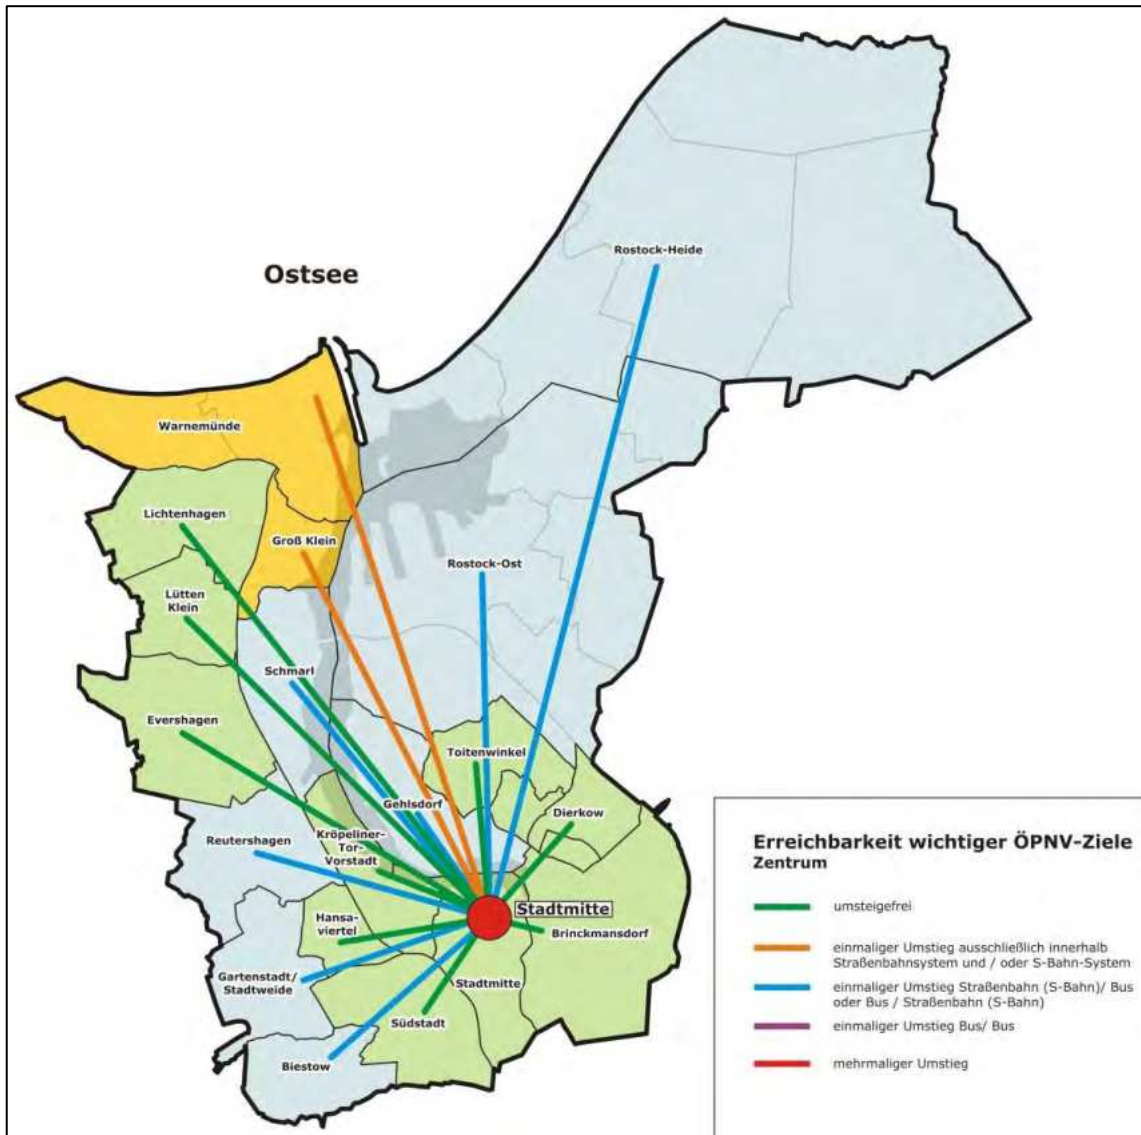 Rostock-Heide
Ostsee
Warnemünde
Lichtenhagen
Groß Klein
Rostock-Ost
Lütten
Klein
Schmarl
Evershagen
Toitenwinkel
Gehlsdorf
Dierkow
Reutershagen
Kröpeliner-
Tor-
Vorstadt
Stadtmitte
Hansa-
viertel
Brinckmansdorf
Gartenstadt/
Stadtweide
Stadtmitte
Südstadt
Biestow
Erreichbarkeit wichtiger ÖPNV-Ziele
Zentrum
umsteigefrei
einmaliger Umstieg ausschließlich innerhalb
Straßenbahnsystem und / oder S-Bahn-System
einmaliger Umstieg Straßenbahn (S-Bahn)/ Bus
oder Bus / Straßenbahn (S-Bahn)
einmaliger Umstieg Bus/ Bus
mehrmaliger Umstieg